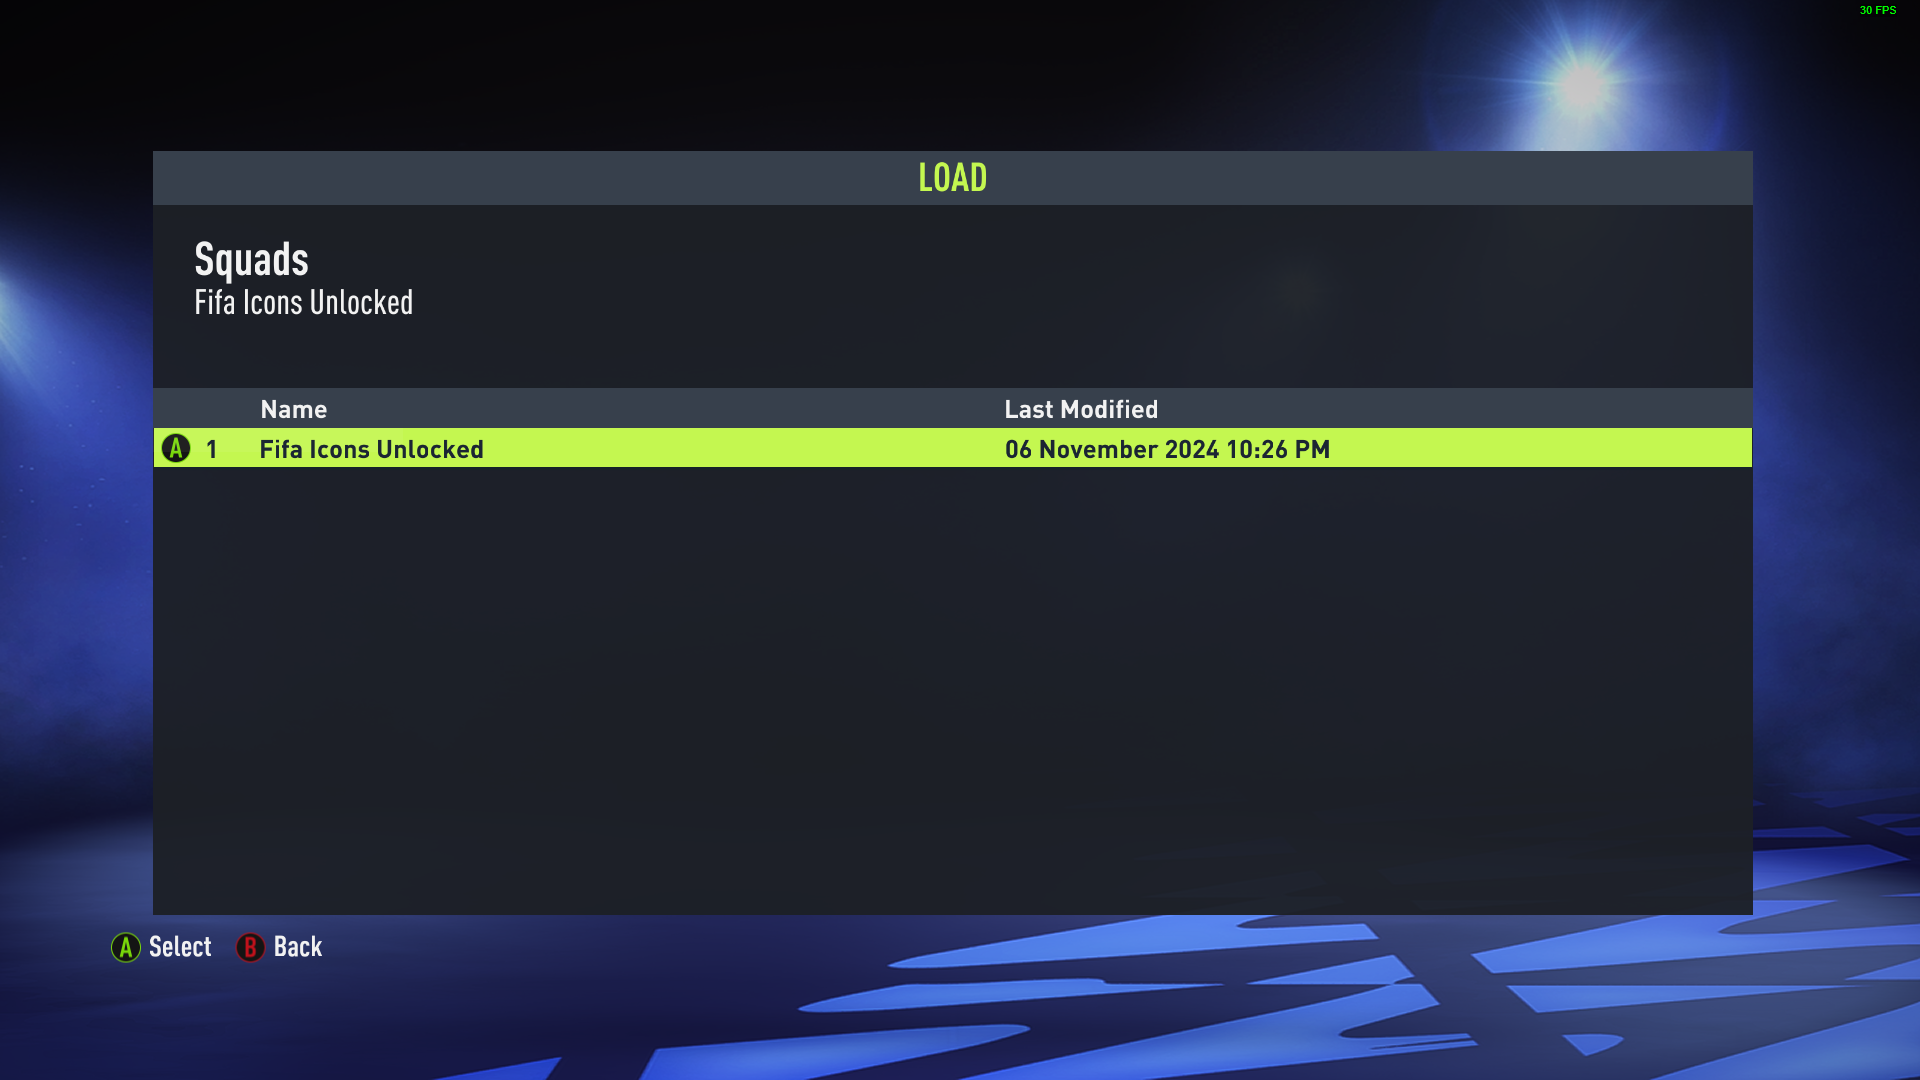 30 FPS
LOAD
Squads
Fifa Icons Unlocked
Name Last Modified
A 1 Fifa Icons Unlocked 06 November 2024 10:26 PM
A Select B Back